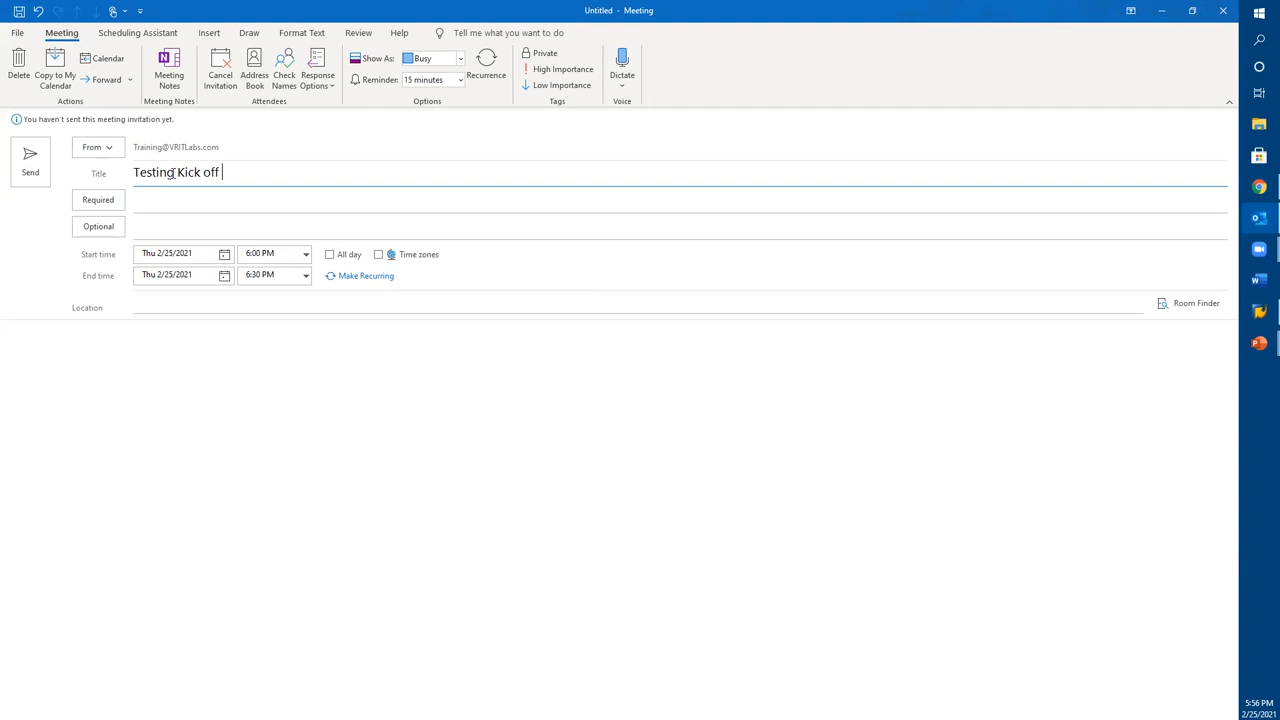 Untitled - Meeting
File Meeting Scheduling Assistant Insert Draw Format Text Review Help Tell me what you want to do
Delete
Copy to My Calendar
Calendar
Forward
Actions
Meeting Notes
Meeting Notes
Cancel Invitation
Address Book
Check Names
Response Options
Attendees
Show As: Busy
Reminder: 15 minutes
Recurrence
Options
Private
High Importance
Low Importance
Tags
Dictate
Voice
You haven't sent this meeting invitation yet.
Send
From Training@VRITLabs.com
Title Testing Kick off
Required
Optional
Start time Thu 2/25/2021 6:00 PM All day Time zones
End time Thu 2/25/2021 6:30 PM Make Recurring
Location Room Finder
5:56 PM
2/25/2021